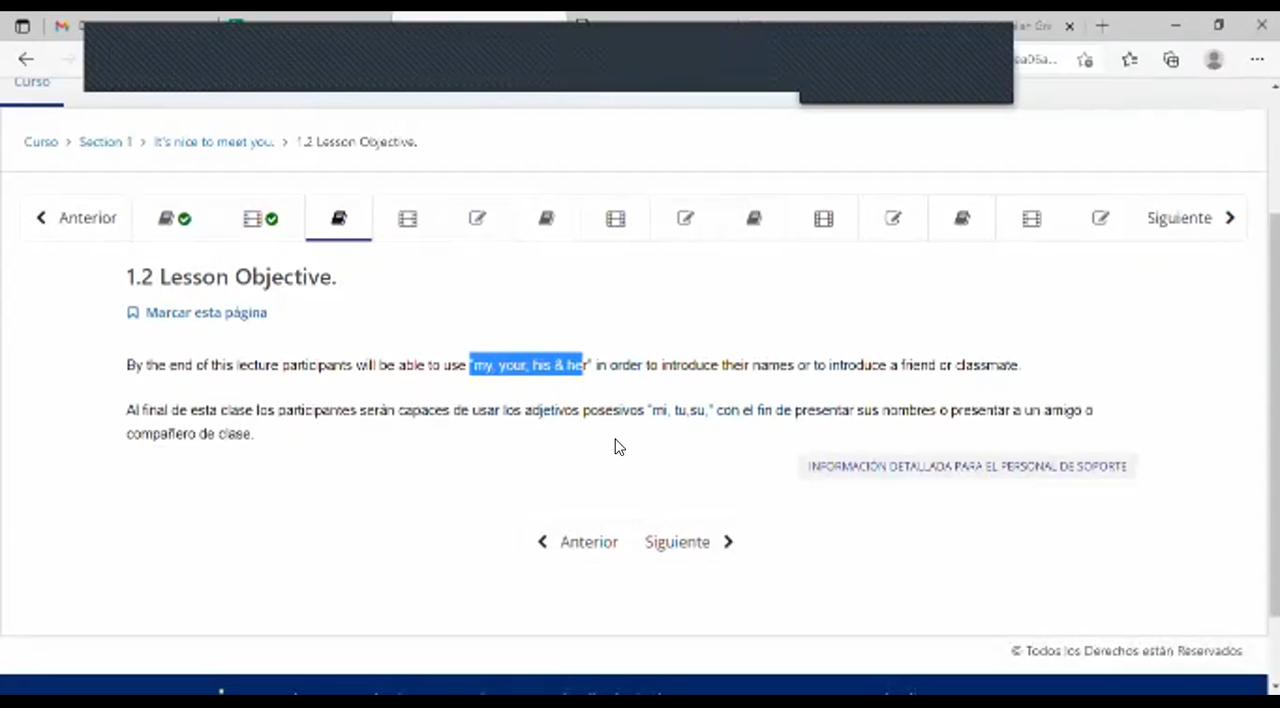 Curso
Curso > Section 1 > It's nice to meet you. > 1.2 Lesson Objective.
Anterior
Siguiente
1.2 Lesson Objective.
Marcar esta página
By the end of this lecture participants will be able to use "my, your, his & her" in order to introduce their names or to introduce a friend or classmate.
Al final de esta clase los participantes serán capaces de usar los adjetivos posesivos "mi, tu,su," con el fin de presentar sus nombres o presentar a un amigo o
compañero de clase.
INFORMACIÓN DETALLADA PARA EL PERSONAL DE SOPORTE
Anterior Siguiente
© Todos los Derechos están Reservados